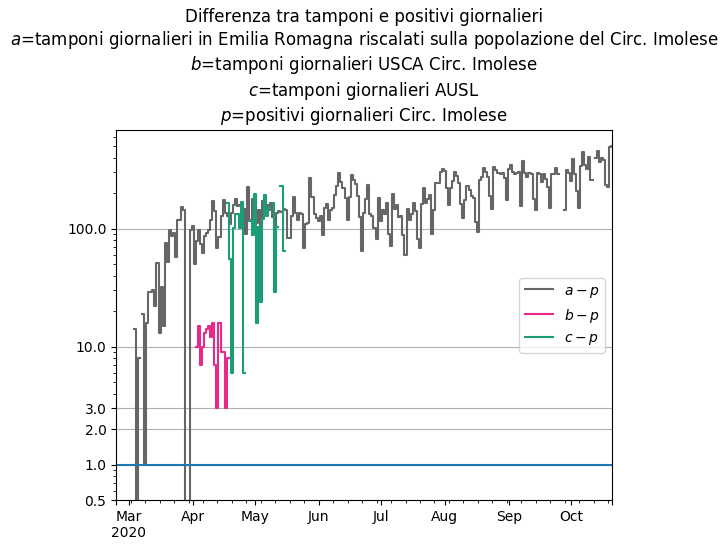 Differenza tra tamponi e positivi giornalieri
a=tamponi giornalieri in Emilia Romagna riscalati sulla popolazione del Circ. Imolese
b=tamponi giornalieri USCA Circ. Imolese
c=tamponi giornalieri AUSL
p=positivi giornalieri Circ. Imolese
100.0
10.0
3.0
2.0
1.0
0.5
a − p
b − p
c − p
Mar Apr May Jun Jul Aug Sep Oct
2020